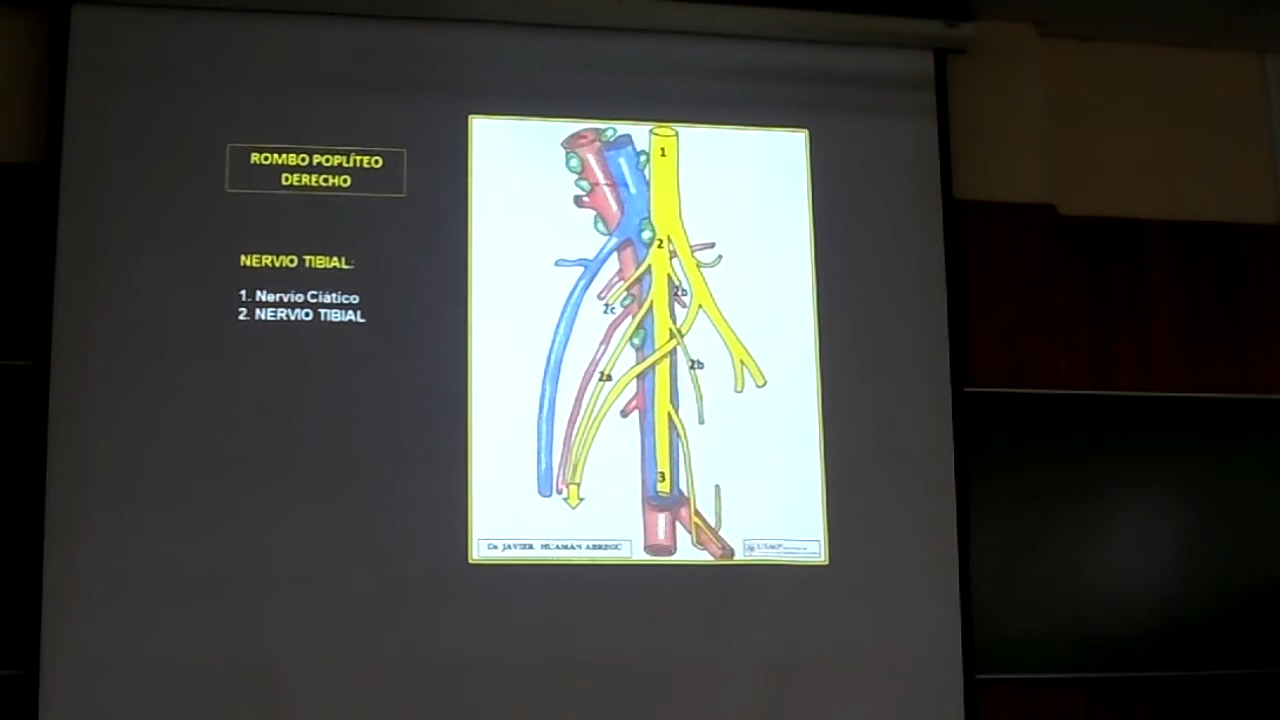 ROMBO POPLÍTEO
DERECHO
NERVIO TIBIAL:
1. Nervio Ciático
2. NERVIO TIBIAL
1
2
2b
2c
2b
2a
3
Dr. JAVIER HUAMÁN ABREGÚ
USMP